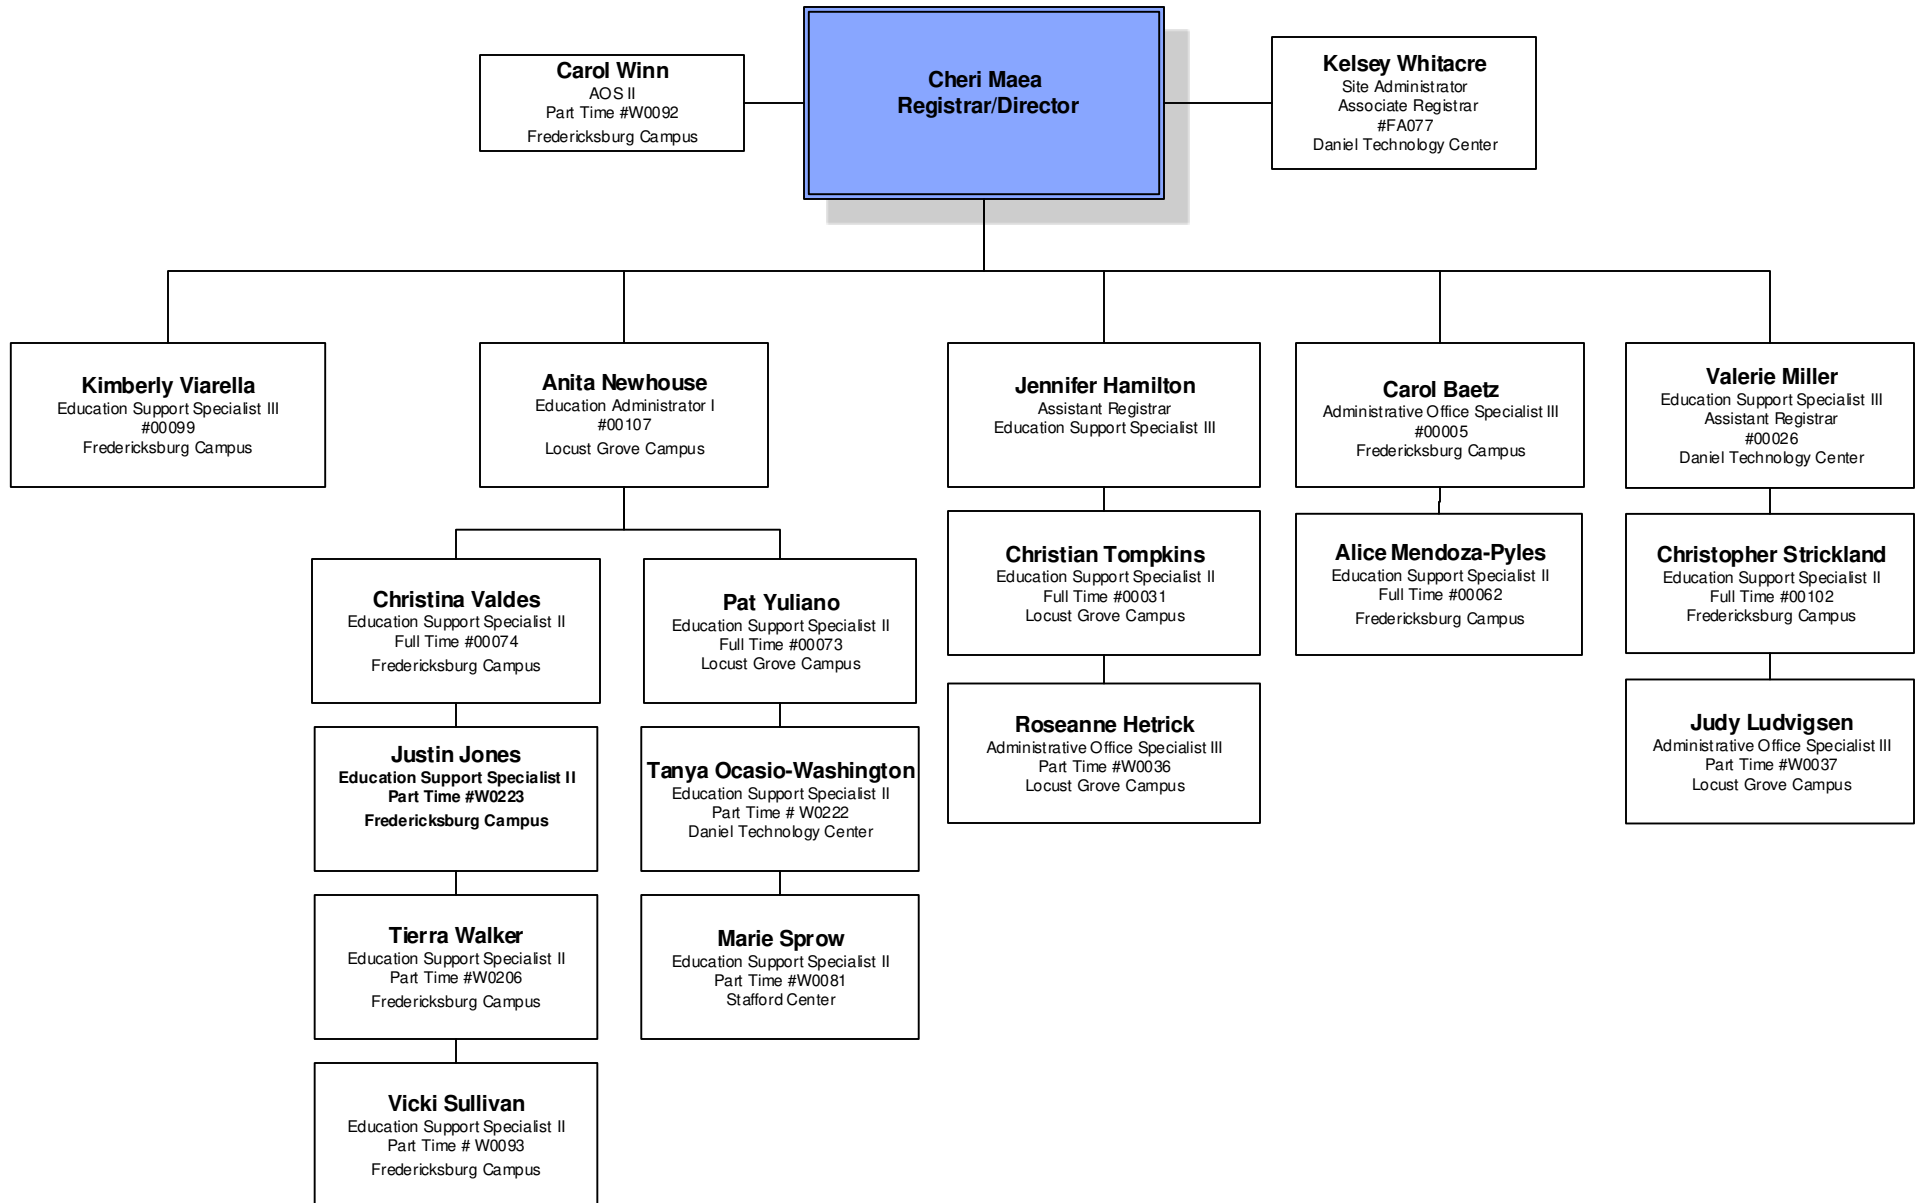 Carol Winn
AOS II
Part Time #W0092
Fredericksburg Campus
Cheri Maea
Registrar/Director
Kelsey Whitacre
Site Administrator
Associate Registrar
#FA077
Daniel Technology Center
Kimberly Viarella
Education Support Specialist III
#00099
Fredericksburg Campus
Anita Newhouse
Education Administrator I
#00107
Locust Grove Campus
Jennifer Hamilton
Assistant Registrar
Education Support Specialist III
Carol Baetz
Administrative Office Specialist III
#00005
Fredericksburg Campus
Valerie Miller
Education Support Specialist III
Assistant Registrar
#00026
Daniel Technology Center
Christina Valdes
Education Support Specialist II
Full Time #00074
Fredericksburg Campus
Pat Yuliano
Education Support Specialist II
Full Time #00073
Locust Grove Campus
Christian Tompkins
Education Support Specialist II
Full Time #00031
Locust Grove Campus
Alice Mendoza-Pyles
Education Support Specialist II
Full Time #00062
Fredericksburg Campus
Christopher Strickland
Education Support Specialist II
Full Time #00102
Fredericksburg Campus
Justin Jones
Education Support Specialist II
Part Time #W0223
Fredericksburg Campus
Tanya Ocasio-Washington
Education Support Specialist II
Part Time # W0222
Daniel Technology Center
Roseanne Hetrick
Administrative Office Specialist III
Part Time #W0036
Locust Grove Campus
Judy Ludvigsen
Administrative Office Specialist III
Part Time #W0037
Locust Grove Campus
Tierra Walker
Education Support Specialist II
Part Time #W0206
Fredericksburg Campus
Marie Sprow
Education Support Specialist II
Part Time #W0081
Stafford Center
Vicki Sullivan
Education Support Specialist II
Part Time # W0093
Fredericksburg Campus